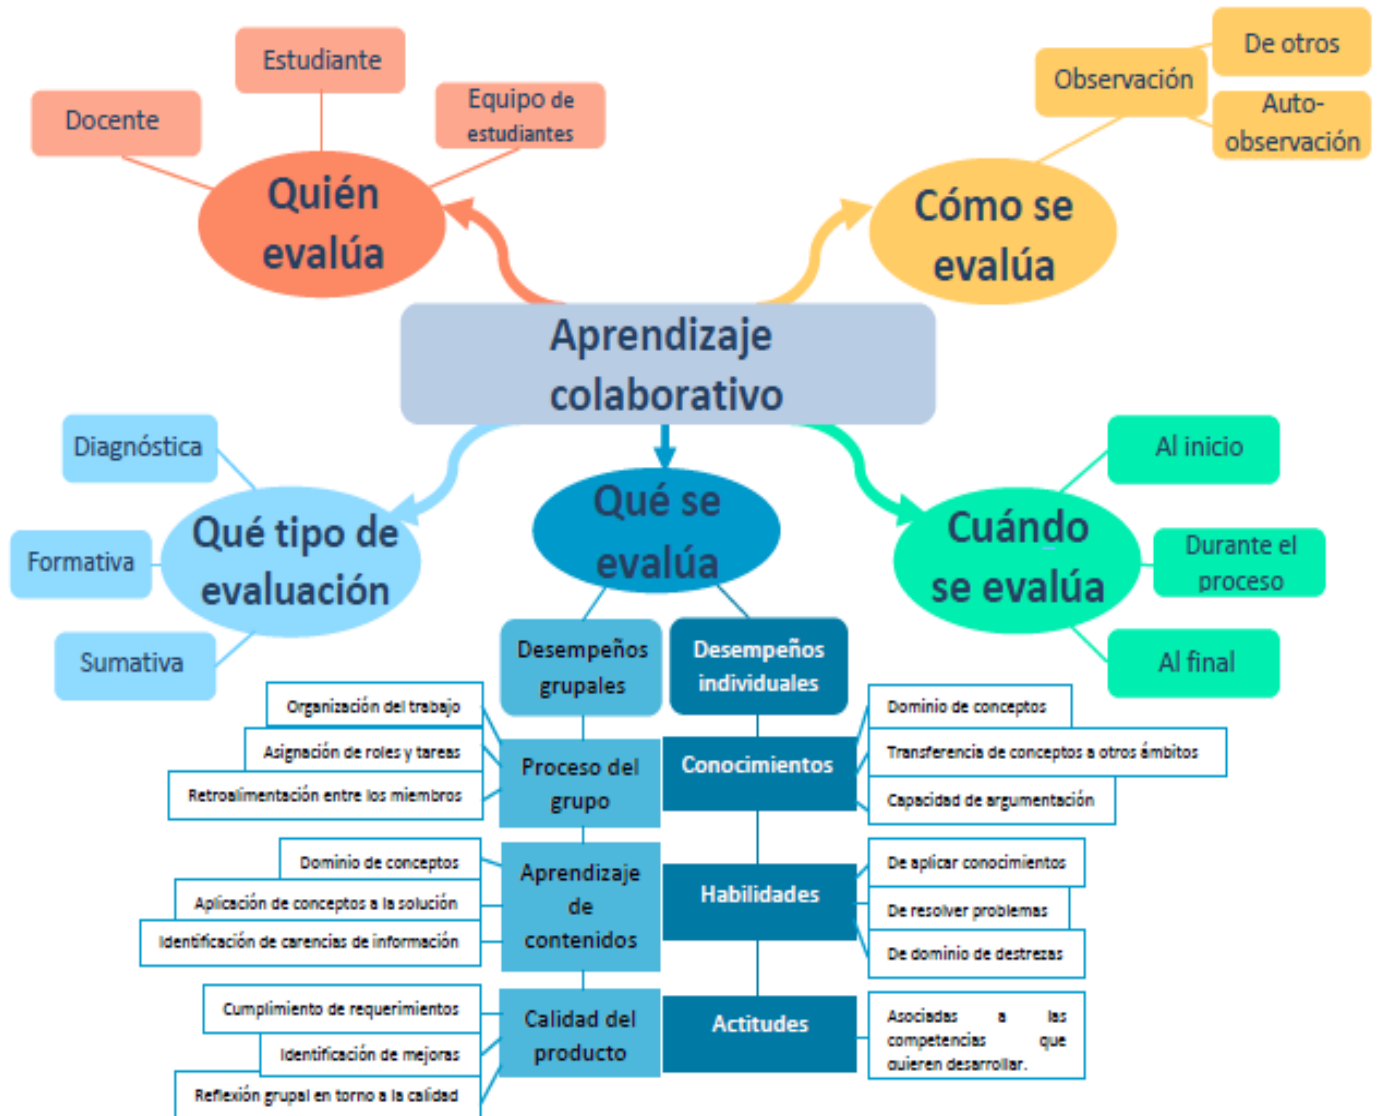 Estudiante
Docente
Equipo de
estudiantes
Quién
evalúa
De otros
Observación
Auto-
observación
Cómo se
evalúa
Aprendizaje
colaborativo
Diagnóstica
Formativa
Sumativa
Qué tipo de
evaluación
Qué se
evalúa
Cuándo
se evalúa
Al inicio
Durante el
proceso
Al final
Desempeños
grupales
Organización del trabajo
Asignación de roles y tareas
Retroalimentación entre los miembros
Proceso del
grupo
Dominio de conceptos
Aplicación de conceptos a la solución
Identificación de carencias de información
Aprendizaje
de
contenidos
Cumplimiento de requerimientos
Identificación de mejoras
Reflexión grupal en torno a la calidad
Calidad del
producto
Desempeños
individuales
Conocimientos
Dominio de conceptos
Transferencia de conceptos a otros ámbitos
Capacidad de argumentación
Habilidades
De aplicar conocimientos
De resolver problemas
De dominio de destrezas
Actitudes
Asociadas a las
competencias que
quieren desarrollar.